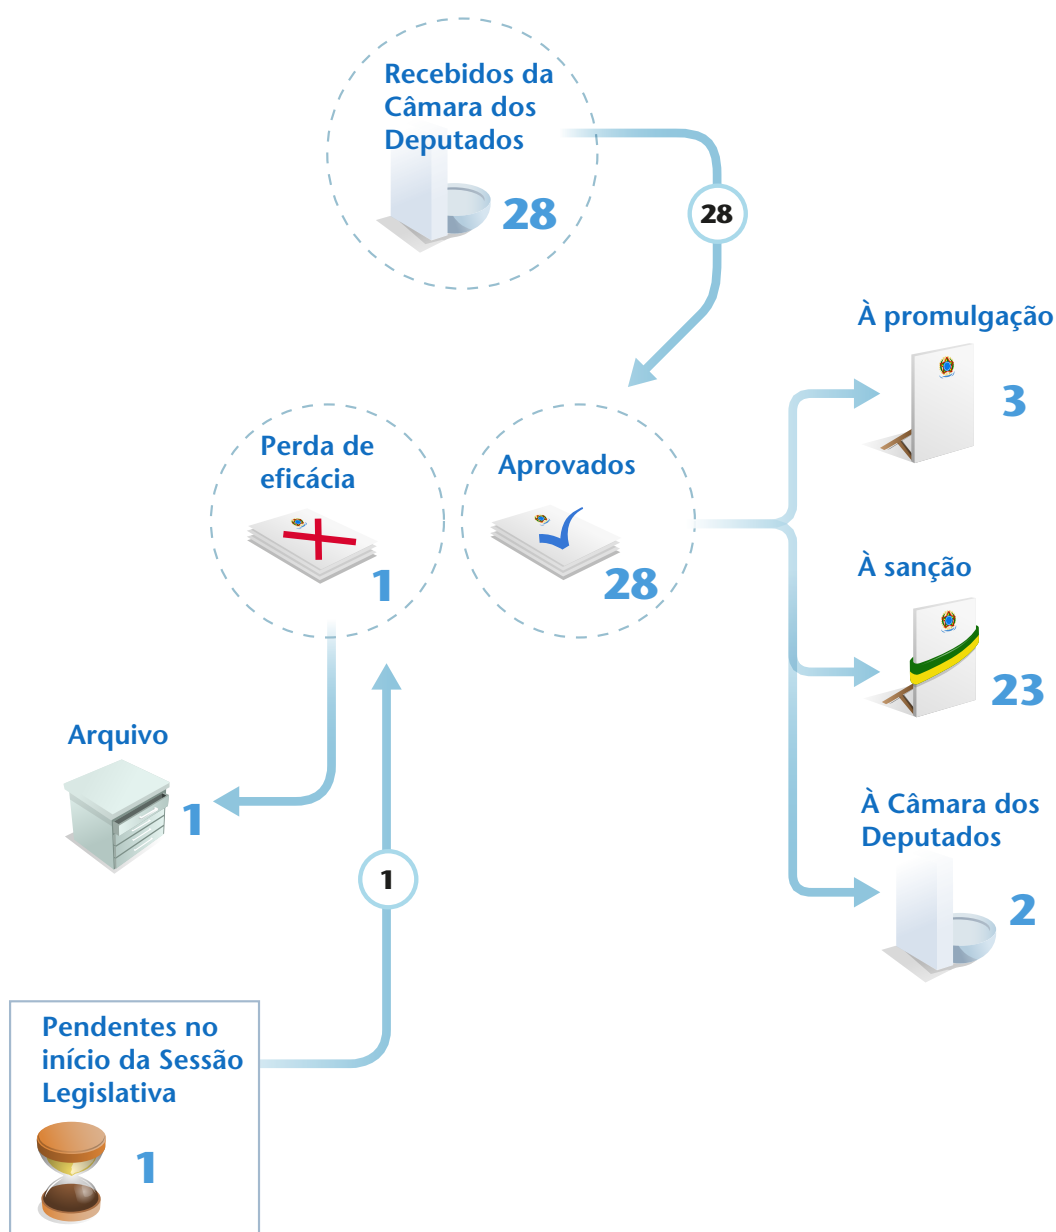 Recebidos da
Câmara dos
Deputados
28
28
À promulgação
3
Perda de
eficácia
1
Aprovados
28
À sanção
23
Arquivo
1
À Câmara dos
Deputados
2
1
Pendentes no
início da Sessão
Legislativa
1